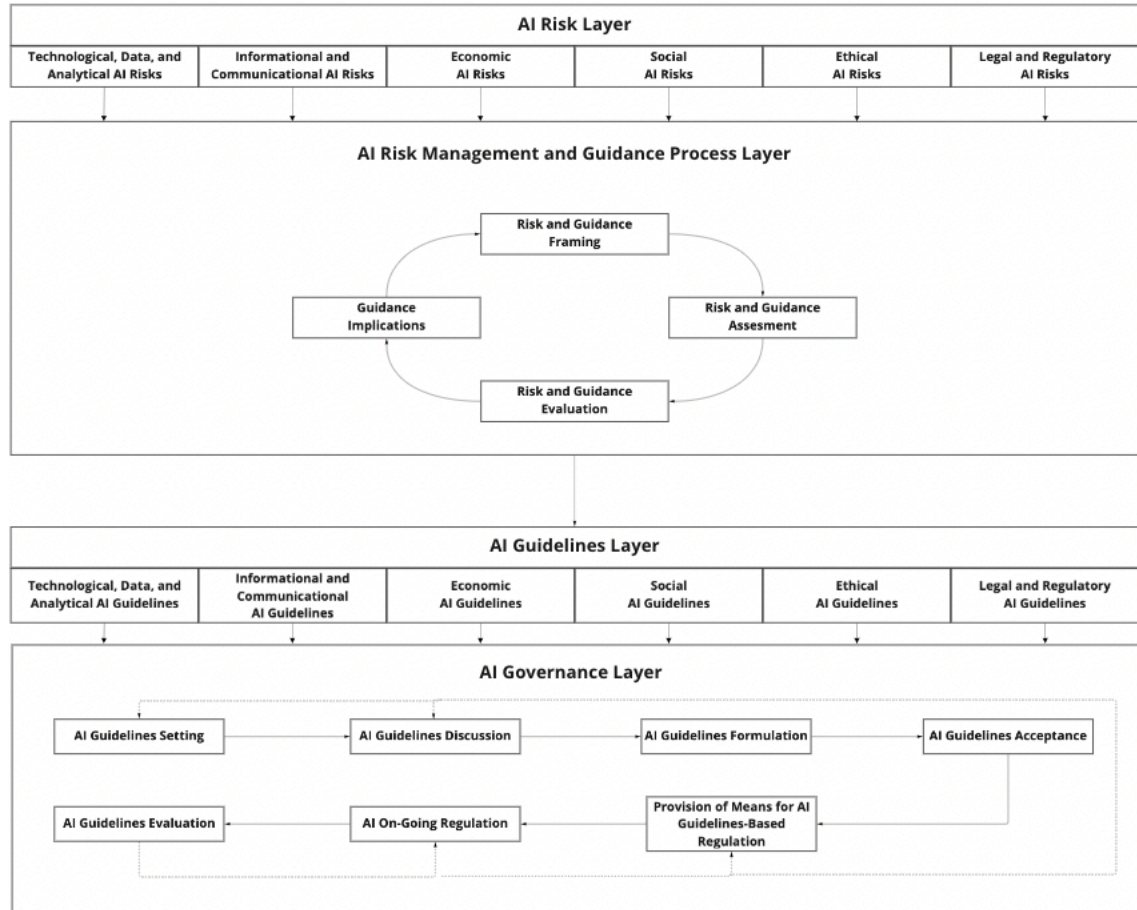 AI Risk Layer
Technological, Data, and
Analytical AI Risks
Informational and
Communicational AI Risks
Economic
AI Risks
Social
AI Risks
Ethical
AI Risks
Legal and Regulatory
AI Risks
AI Risk Management and Guidance Process Layer
Risk and Guidance
Framing
Guidance
Implications
Risk and Guidance
Assesment
Risk and Guidance
Evaluation
AI Guidelines Layer
Technological, Data, and
Analytical AI Guidelines
Informational and
Communicational
AI Guidelines
Economic
AI Guidelines
Social
AI Guidelines
Ethical
AI Guidelines
Legal and Regulatory
AI Guidelines
AI Governance Layer
AI Guidelines Setting
AI Guidelines Discussion
AI Guidelines Formulation
AI Guidelines Acceptance
AI Guidelines Evaluation
AI On-Going Regulation
Provision of Means for AI
Guidelines-Based
Regulation